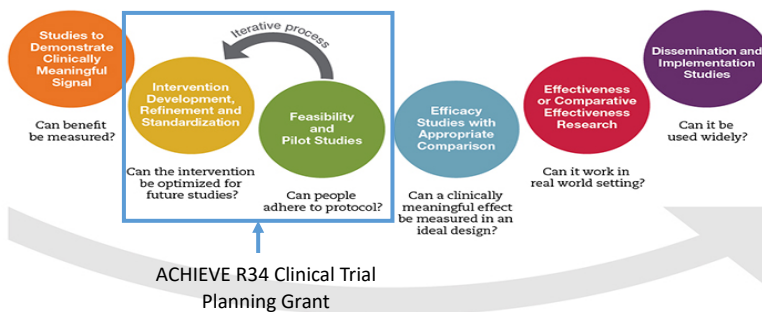 Studies to
Demonstrate
Clinically
Meaningful
Signal
Can benefit
be measured?
Iterative process
Intervention
Development,
Refinement and
Standardization
Can the intervention
be optimized for
future studies?
Feasibility
and
Pilot Studies
Can people
adhere to protocol?
Efficacy
Studies with
Appropriate
Comparison
Can a clinically
meaningful effect
be measured in an
ideal design?
Effectiveness
or Comparative
Effectiveness
Research
Can it work in
real world setting?
Dissemination and
Implementation
Studies
Can it be
used widely?
ACHIEVE R34 Clinical Trial
Planning Grant